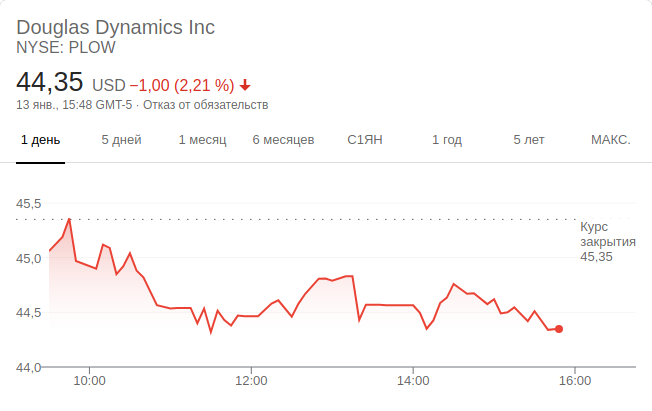 Douglas Dynamics Inc
NYSE: PLOW
44,35 USD −1,00 (2,21 %)
13 янв., 15:48 GMT-5 · Отказ от обязательств
1 день 5 дней 1 месяц 6 месяцев С1ЯН 1 год 5 лет МАКС.
45,5
Курс
закрытия
45,35
45,0
44,5
44,0
10:00 12:00 14:00 16:00